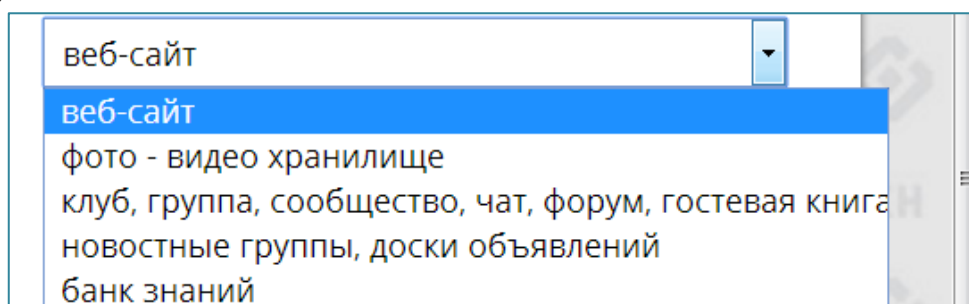 веб-сайт
веб-сайт
фото - видео хранилище
клуб, группа, сообщество, чат, форум, гостевая книга
новостные группы, доски объявлений
банк знаний